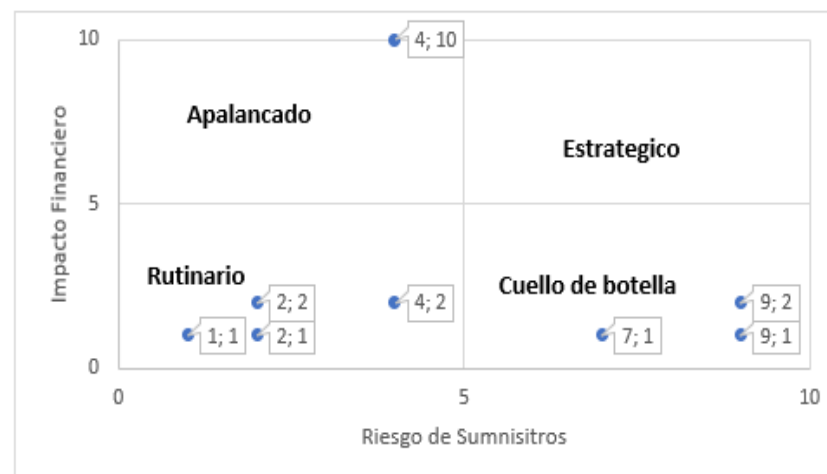 10
4; 10
Apalancado
Estrategico
Impacto Financiero
5
Rutinario
Cuello de botella
2; 2
4; 2
9; 2
1; 1
2; 1
7; 1
9; 1
0
0
5
10
Riesgo de Sumnisitros